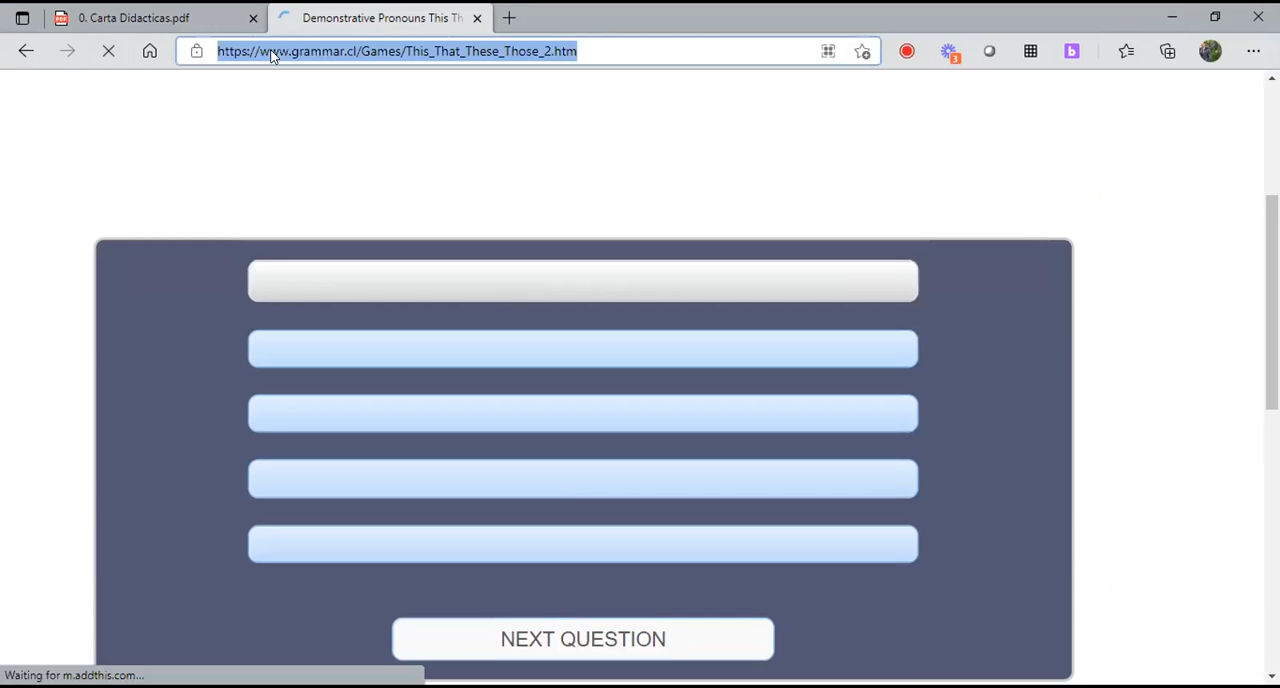 0. Carta Didacticas.pdf
Demonstrative Pronouns This Th
https://www.grammar.cl/Games/This_That_These_Those_2.htm
3
b
NEXT QUESTION
Waiting for m.addthis.com...